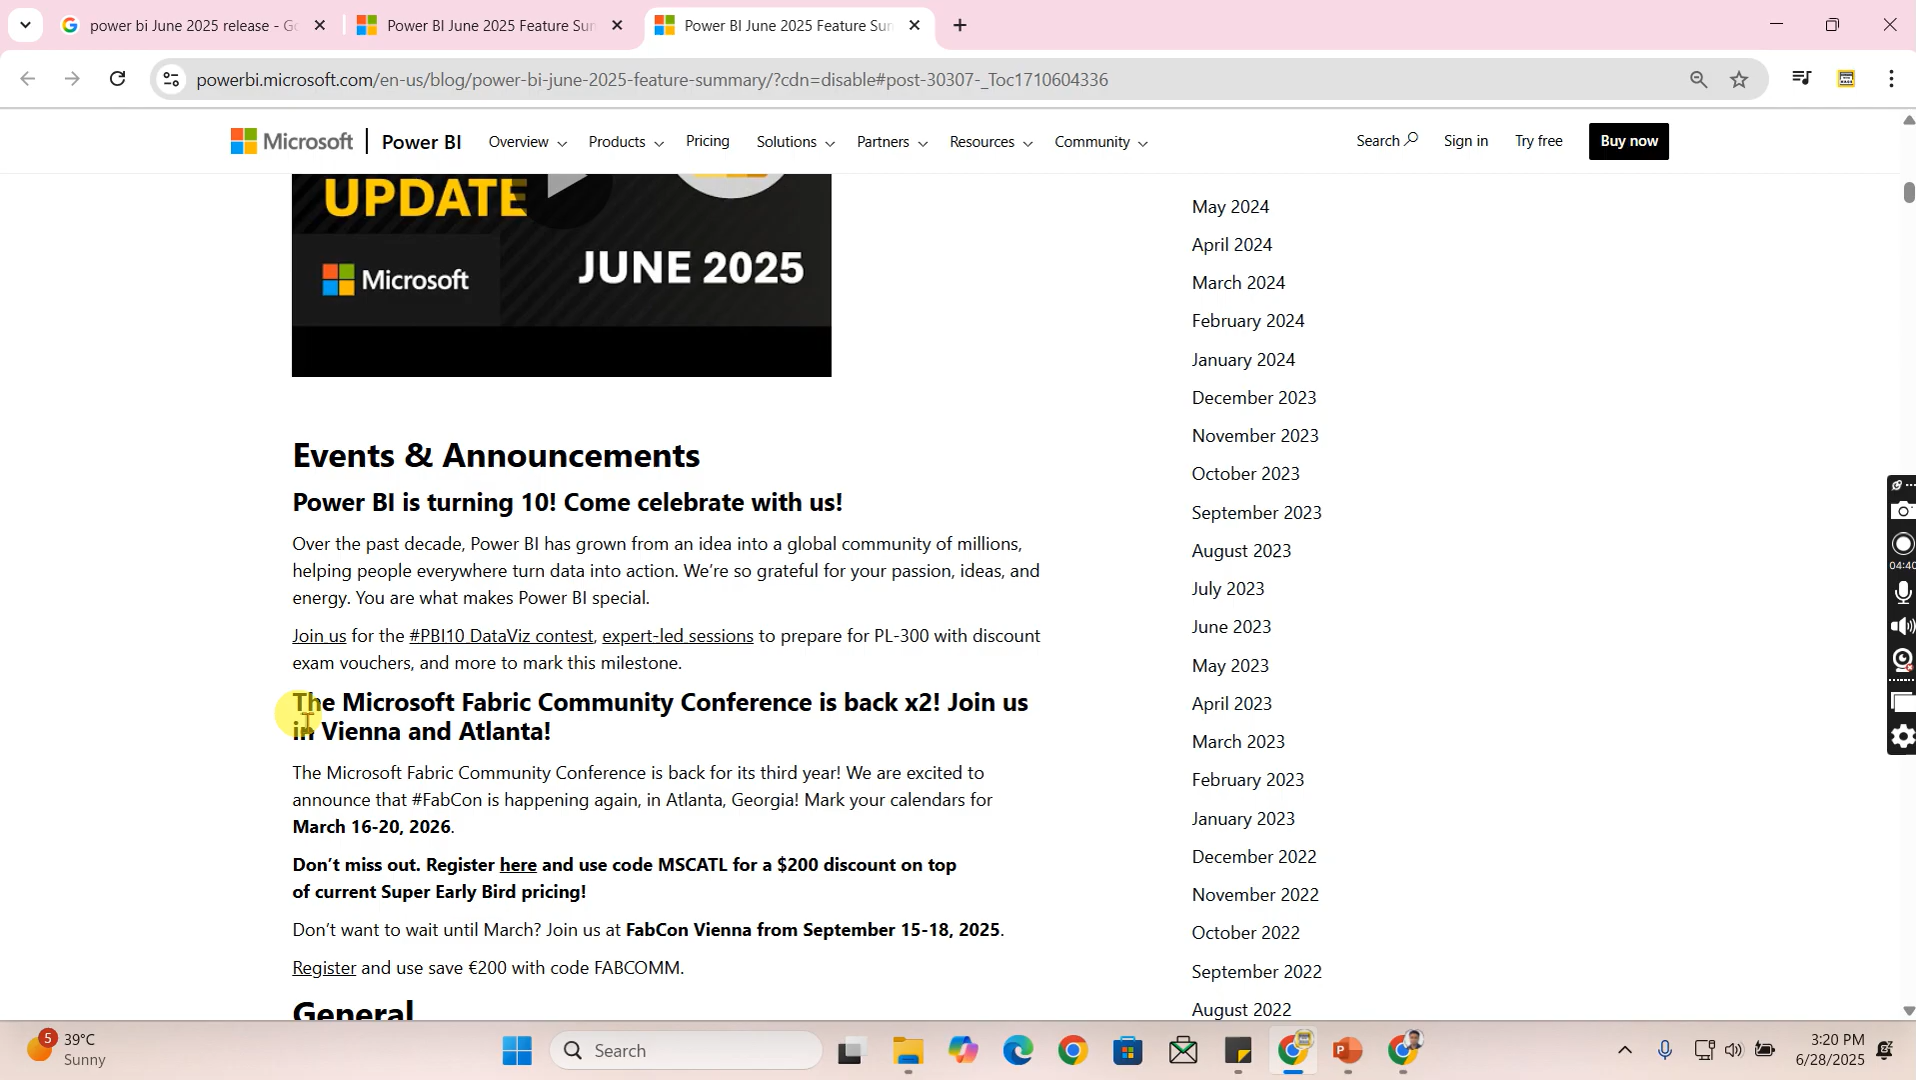 power bi June 2025 release - Go
Power BI June 2025 Feature Sun
Power BI June 2025 Feature Sun
powerbi.microsoft.com/en-us/blog/power-bi-june-2025-feature-summary/?cdn=disable#post-30307-_Toc1710604336
Microsoft
Power BI
Overview
Products
Pricing
Solutions
Partners
Resources
Community
Search
Sign in
Try free
Buy now
UPDATE
Microsoft
JUNE 2025
Events & Announcements
Power BI is turning 10! Come celebrate with us!
Over the past decade, Power BI has grown from an idea into a global community of millions,
helping people everywhere turn data into action. We’re so grateful for your passion, ideas, and
energy. You are what makes Power BI special.
Join us for the #PBI10 DataViz contest, expert-led sessions to prepare for PL-300 with discount
exam vouchers, and more to mark this milestone.
The Microsoft Fabric Community Conference is back x2! Join us
in Vienna and Atlanta!
The Microsoft Fabric Community Conference is back for its third year! We are excited to
announce that #FabCon is happening again, in Atlanta, Georgia! Mark your calendars for
March 16-20, 2026.
Don’t miss out. Register here and use code MSCATL for a $200 discount on top
of current Super Early Bird pricing!
Don’t want to wait until March? Join us at FabCon Vienna from September 15-18, 2025.
Register and use save €200 with code FABCOMM.
General
May 2024
April 2024
March 2024
February 2024
January 2024
December 2023
November 2023
October 2023
September 2023
August 2023
July 2023
June 2023
May 2023
April 2023
March 2023
February 2023
January 2023
December 2022
November 2022
October 2022
September 2022
August 2022
04:40
5
39°C
Sunny
Search
3:20 PM
6/28/2025